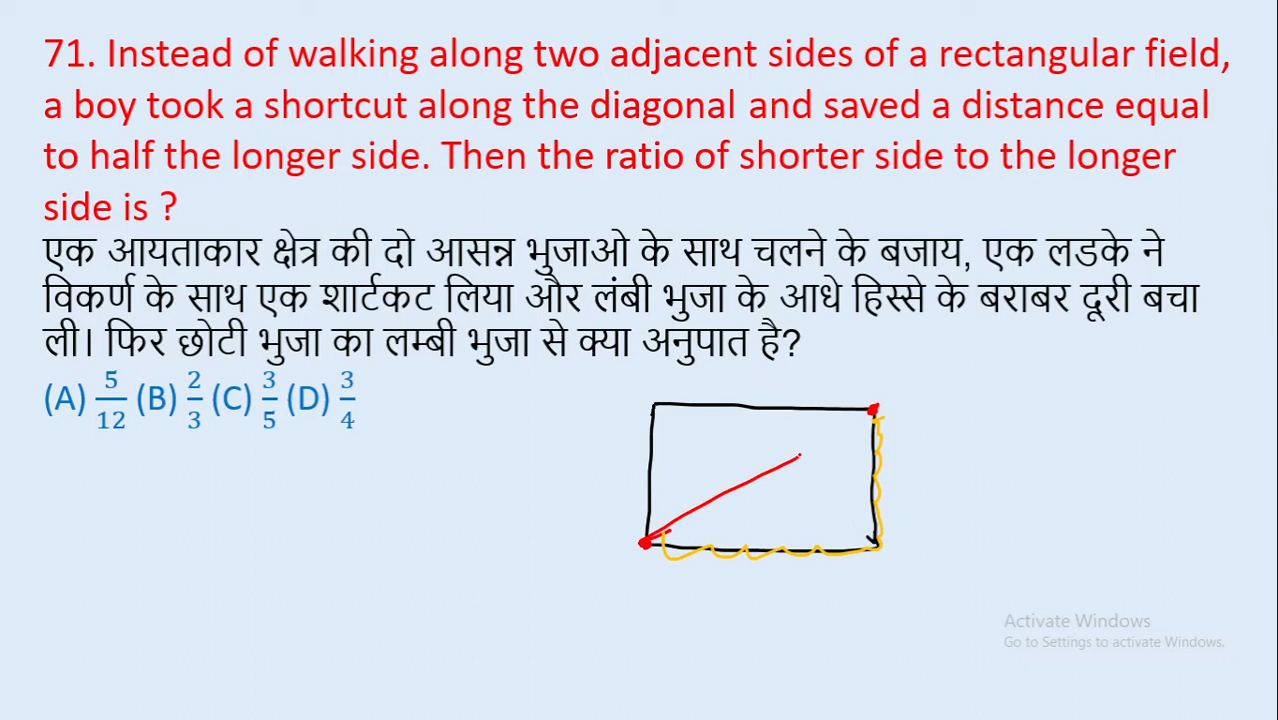 71. Instead of walking along two adjacent sides of a rectangular field,
a boy took a shortcut along the diagonal and saved a distance equal
to half the longer side. Then the ratio of shorter side to the longer
side is ?
एक आयताकार क्षेत्र की दो आसन्न भुजाओ के साथ चलने के बजाय, एक लडके ने
विकर्ण के साथ एक शार्टकट लिया और लंबी भुजा के आधे हिस्से के बराबर दूरी बचा
ली। फिर छोटी भुजा का लम्बी भुजा से क्या अनुपात है?
(A) 5/12 (B) 2/3 (C) 3/5 (D) 3/4
Activate Windows
Go to Settings to activate Windows.